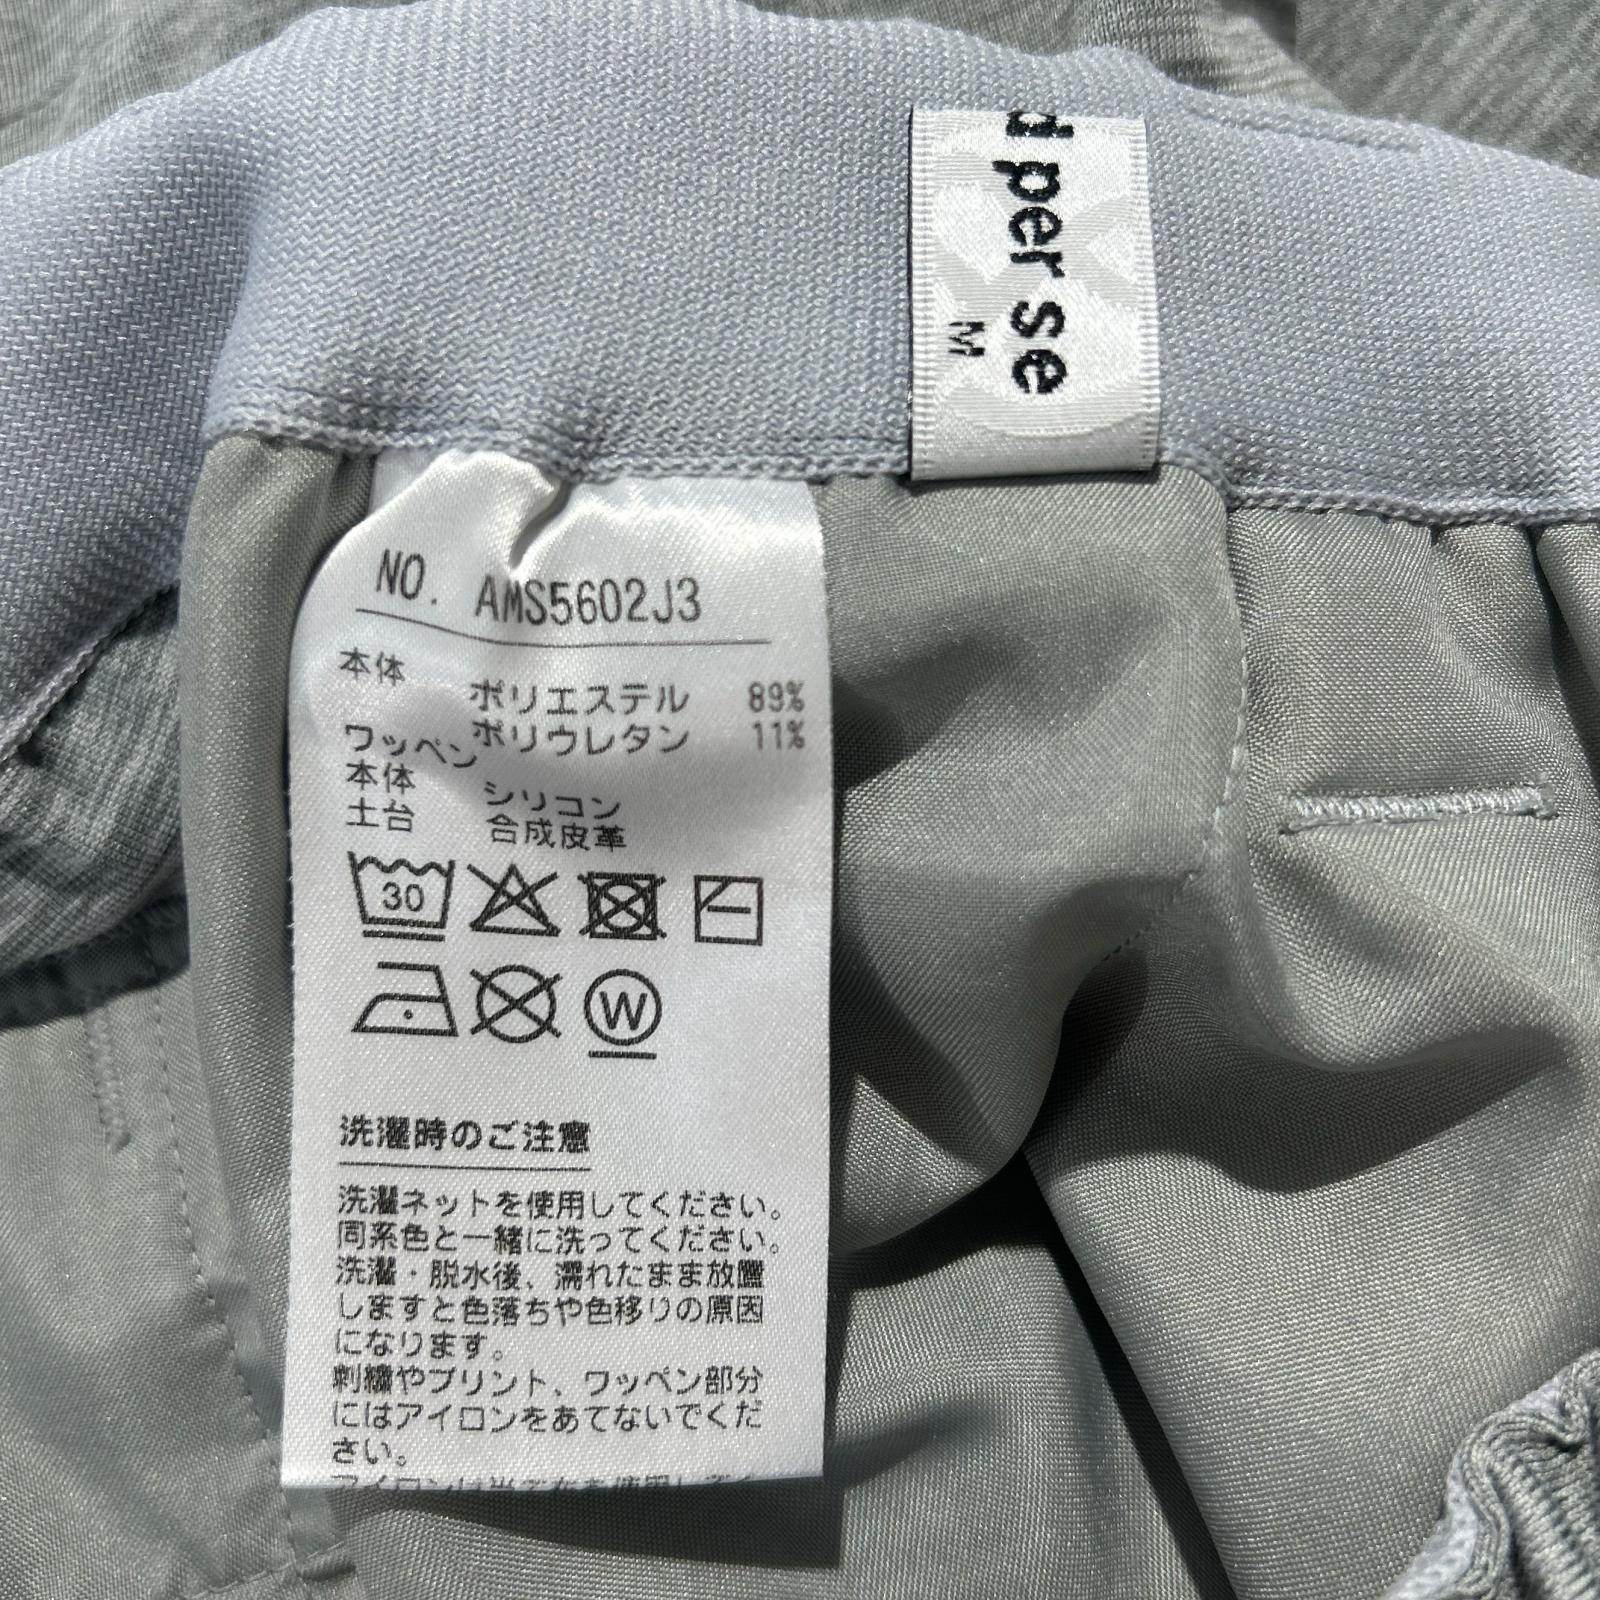 d per se
M
NO. AMS5602J3
本体 ポリエステル 89%
ポリウレタン 11%
ワッペン
本体 シリコン
土台 合成皮革
30
W
洗濯時のご注意
洗濯ネットを使用してください。
同系色と一緒に洗ってください。
洗濯・脱水後、濡れたまま放置
しますと色落ちや色移りの原因
になります。
刺繍やプリント、ワッペン部分
にはアイロンをあてないでくだ
さい。